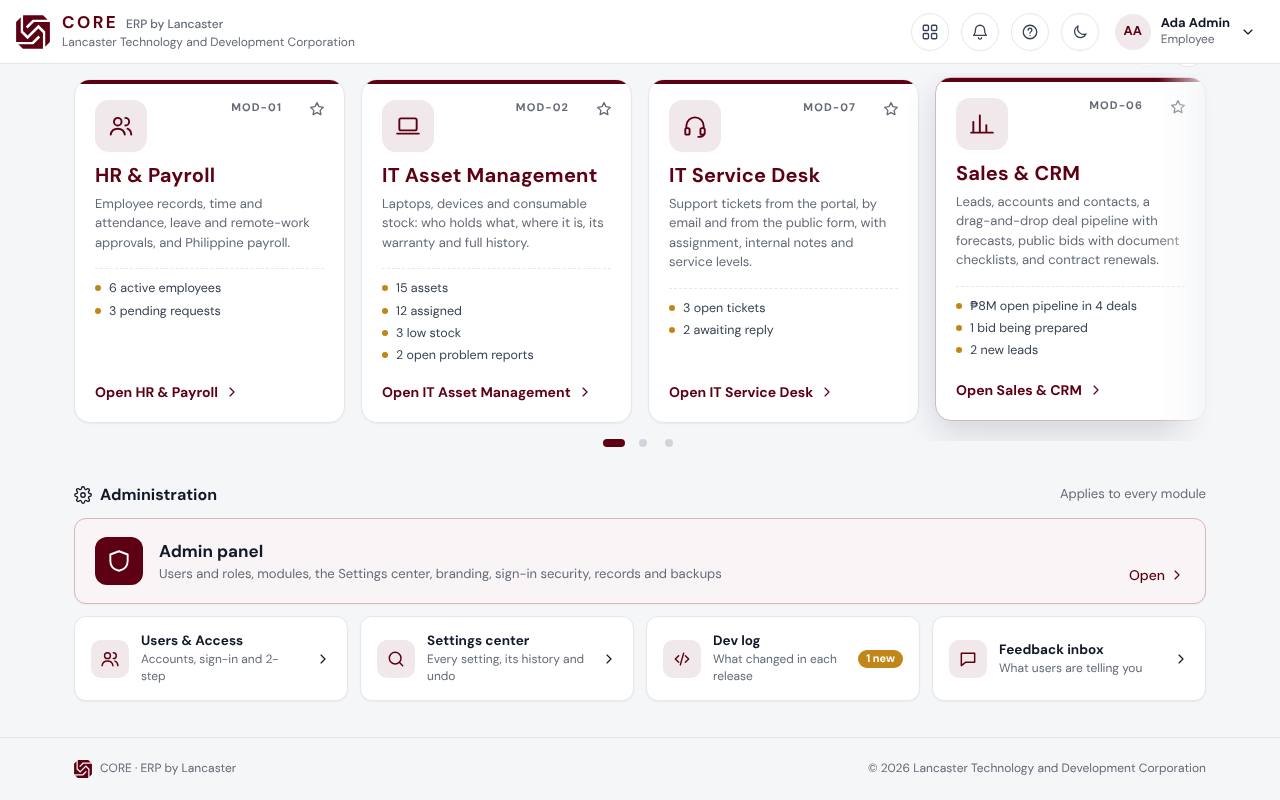 CORE ERP by Lancaster
Lancaster Technology and Development Corporation
AA
Ada Admin
Employee
MOD-01
HR & Payroll
Employee records, time and
attendance, leave and remote-work
approvals, and Philippine payroll.
6 active employees
3 pending requests
Open HR & Payroll
MOD-02
IT Asset Management
Laptops, devices and consumable
stock: who holds what, where it is, its
warranty and full history.
15 assets
12 assigned
3 low stock
2 open problem reports
Open IT Asset Management
MOD-07
IT Service Desk
Support tickets from the portal, by
email and from the public form, with
assignment, internal notes and
service levels.
3 open tickets
2 awaiting reply
Open IT Service Desk
MOD-06
Sales & CRM
Leads, accounts and contacts, a
drag-and-drop deal pipeline with
forecasts, public bids with document
checklists, and contract renewals.
₱8M open pipeline in 4 deals
1 bid being prepared
2 new leads
Open Sales & CRM
Administration
Applies to every module
Admin panel
Users and roles, modules, the Settings center, branding, sign-in security, records and backups
Open
Users & Access
Accounts, sign-in and 2-
step
Settings center
Every setting, its history and
undo
Dev log
What changed in each
release
1 new
Feedback inbox
What users are telling you
CORE · ERP by Lancaster
© 2026 Lancaster Technology and Development Corporation